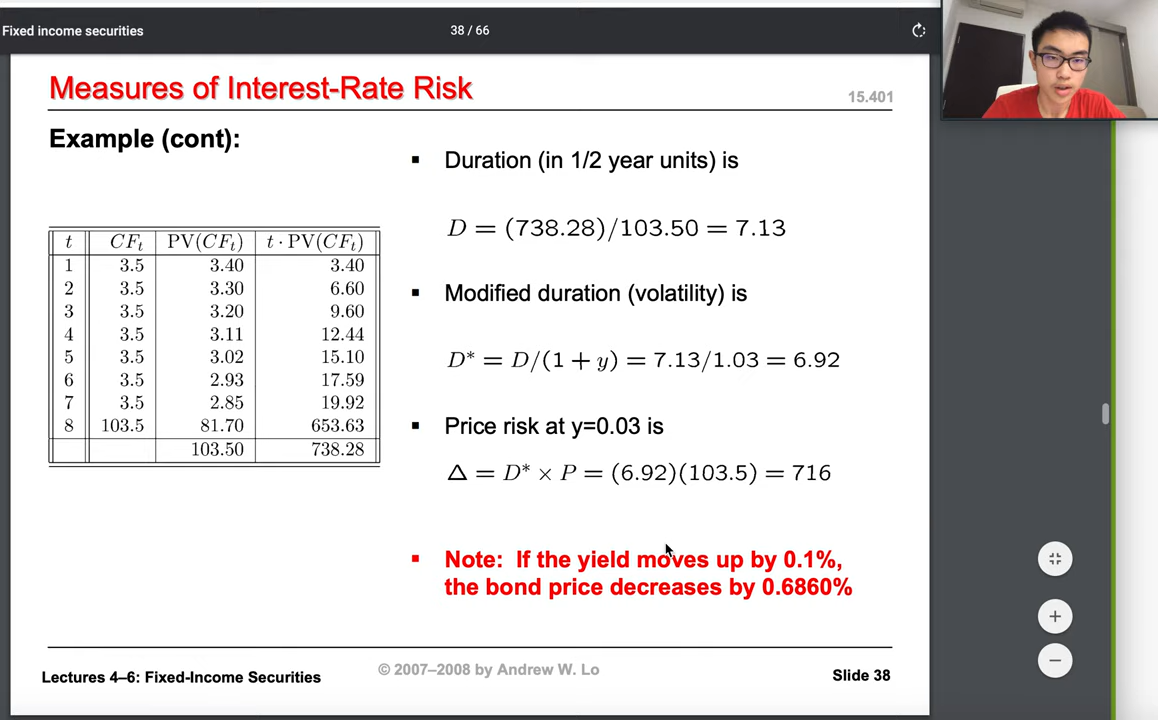 Fixed income securities
38 / 66
Measures of Interest-Rate Risk
15.401
Example (cont):
t CF_t PV(CF_t) t · PV(CF_t)
1 3.5 3.40 3.40
2 3.5 3.30 6.60
3 3.5 3.20 9.60
4 3.5 3.11 12.44
5 3.5 3.02 15.10
6 3.5 2.93 17.59
7 3.5 2.85 19.92
8 103.5 81.70 653.63
103.50 738.28
▪ Duration (in 1/2 year units) is
D = (738.28)/103.50 = 7.13
▪ Modified duration (volatility) is
D* = D/(1 + y) = 7.13/1.03 = 6.92
▪ Price risk at y=0.03 is
Δ = D* × P = (6.92)(103.5) = 716
▪ Note: If the yield moves up by 0.1%,
the bond price decreases by 0.6860%
Lectures 4–6: Fixed-Income Securities
© 2007–2008 by Andrew W. Lo
Slide 38